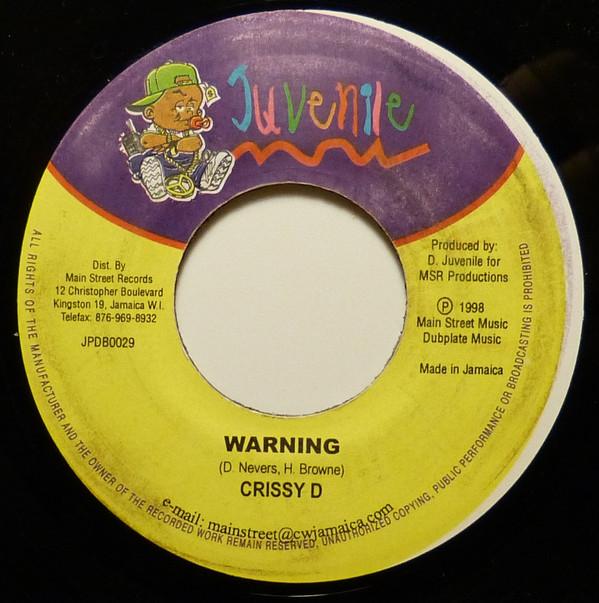 Juvenile
Dist. By
Main Street Records
12 Christopher Boulevard
Kingston 19, Jamaica W.I.
Telefax: 876-969-8932
JPDB0029
Produced by:
D. Juvenile for
MSR Productions
℗ 1998
Main Street Music
Dubplate Music
Made in Jamaica
WARNING
(D. Nevers, H. Browne)
CRISSY D
e-mail: mainstreet@cwjamaica.com
ALL RIGHTS OF THE MANUFACTURER AND THE OWNER OF THE RECORDED WORK REMAIN RESERVED, UNAUTHORIZED COPYING, PUBLIC PERFORMANCE OR BROADCASTING IS PROHIBITED